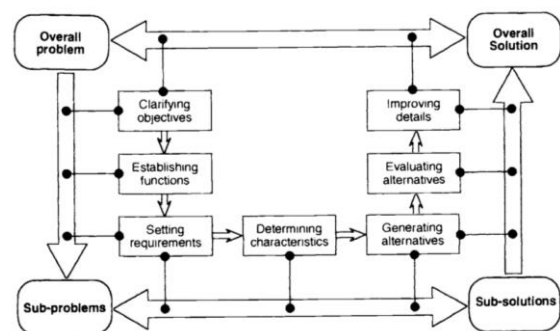 Overall
problem
Overall
Solution
Clarifying
objectives
Improving
details
Establishing
functions
Evaluating
alternatives
Setting
requirements
Determining
characteristics
Generating
alternatives
Sub-problems
Sub-solutions